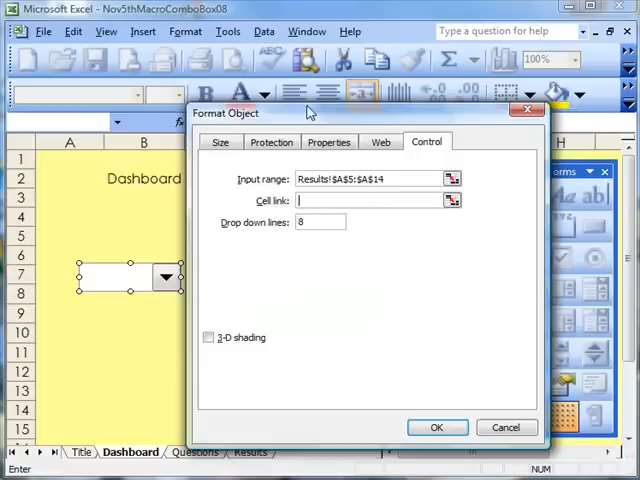 Microsoft Excel - Nov5thMacroComboBox08
File Edit View Insert Format Tools Data Window Help Type a question for help
ABC Σ 100%
B A a
fx
Format Object
A B H
Forms
Size Protection Properties Web Control
1
2 Dashboard
Input range: Results!$A$5:$A$14
3
Cell link:
4
Drop down lines: 8
5
6
7
8
9
10 3-D shading
11
12
13
14
OK Cancel
Title Dashboard Questions Results
Enter NUM